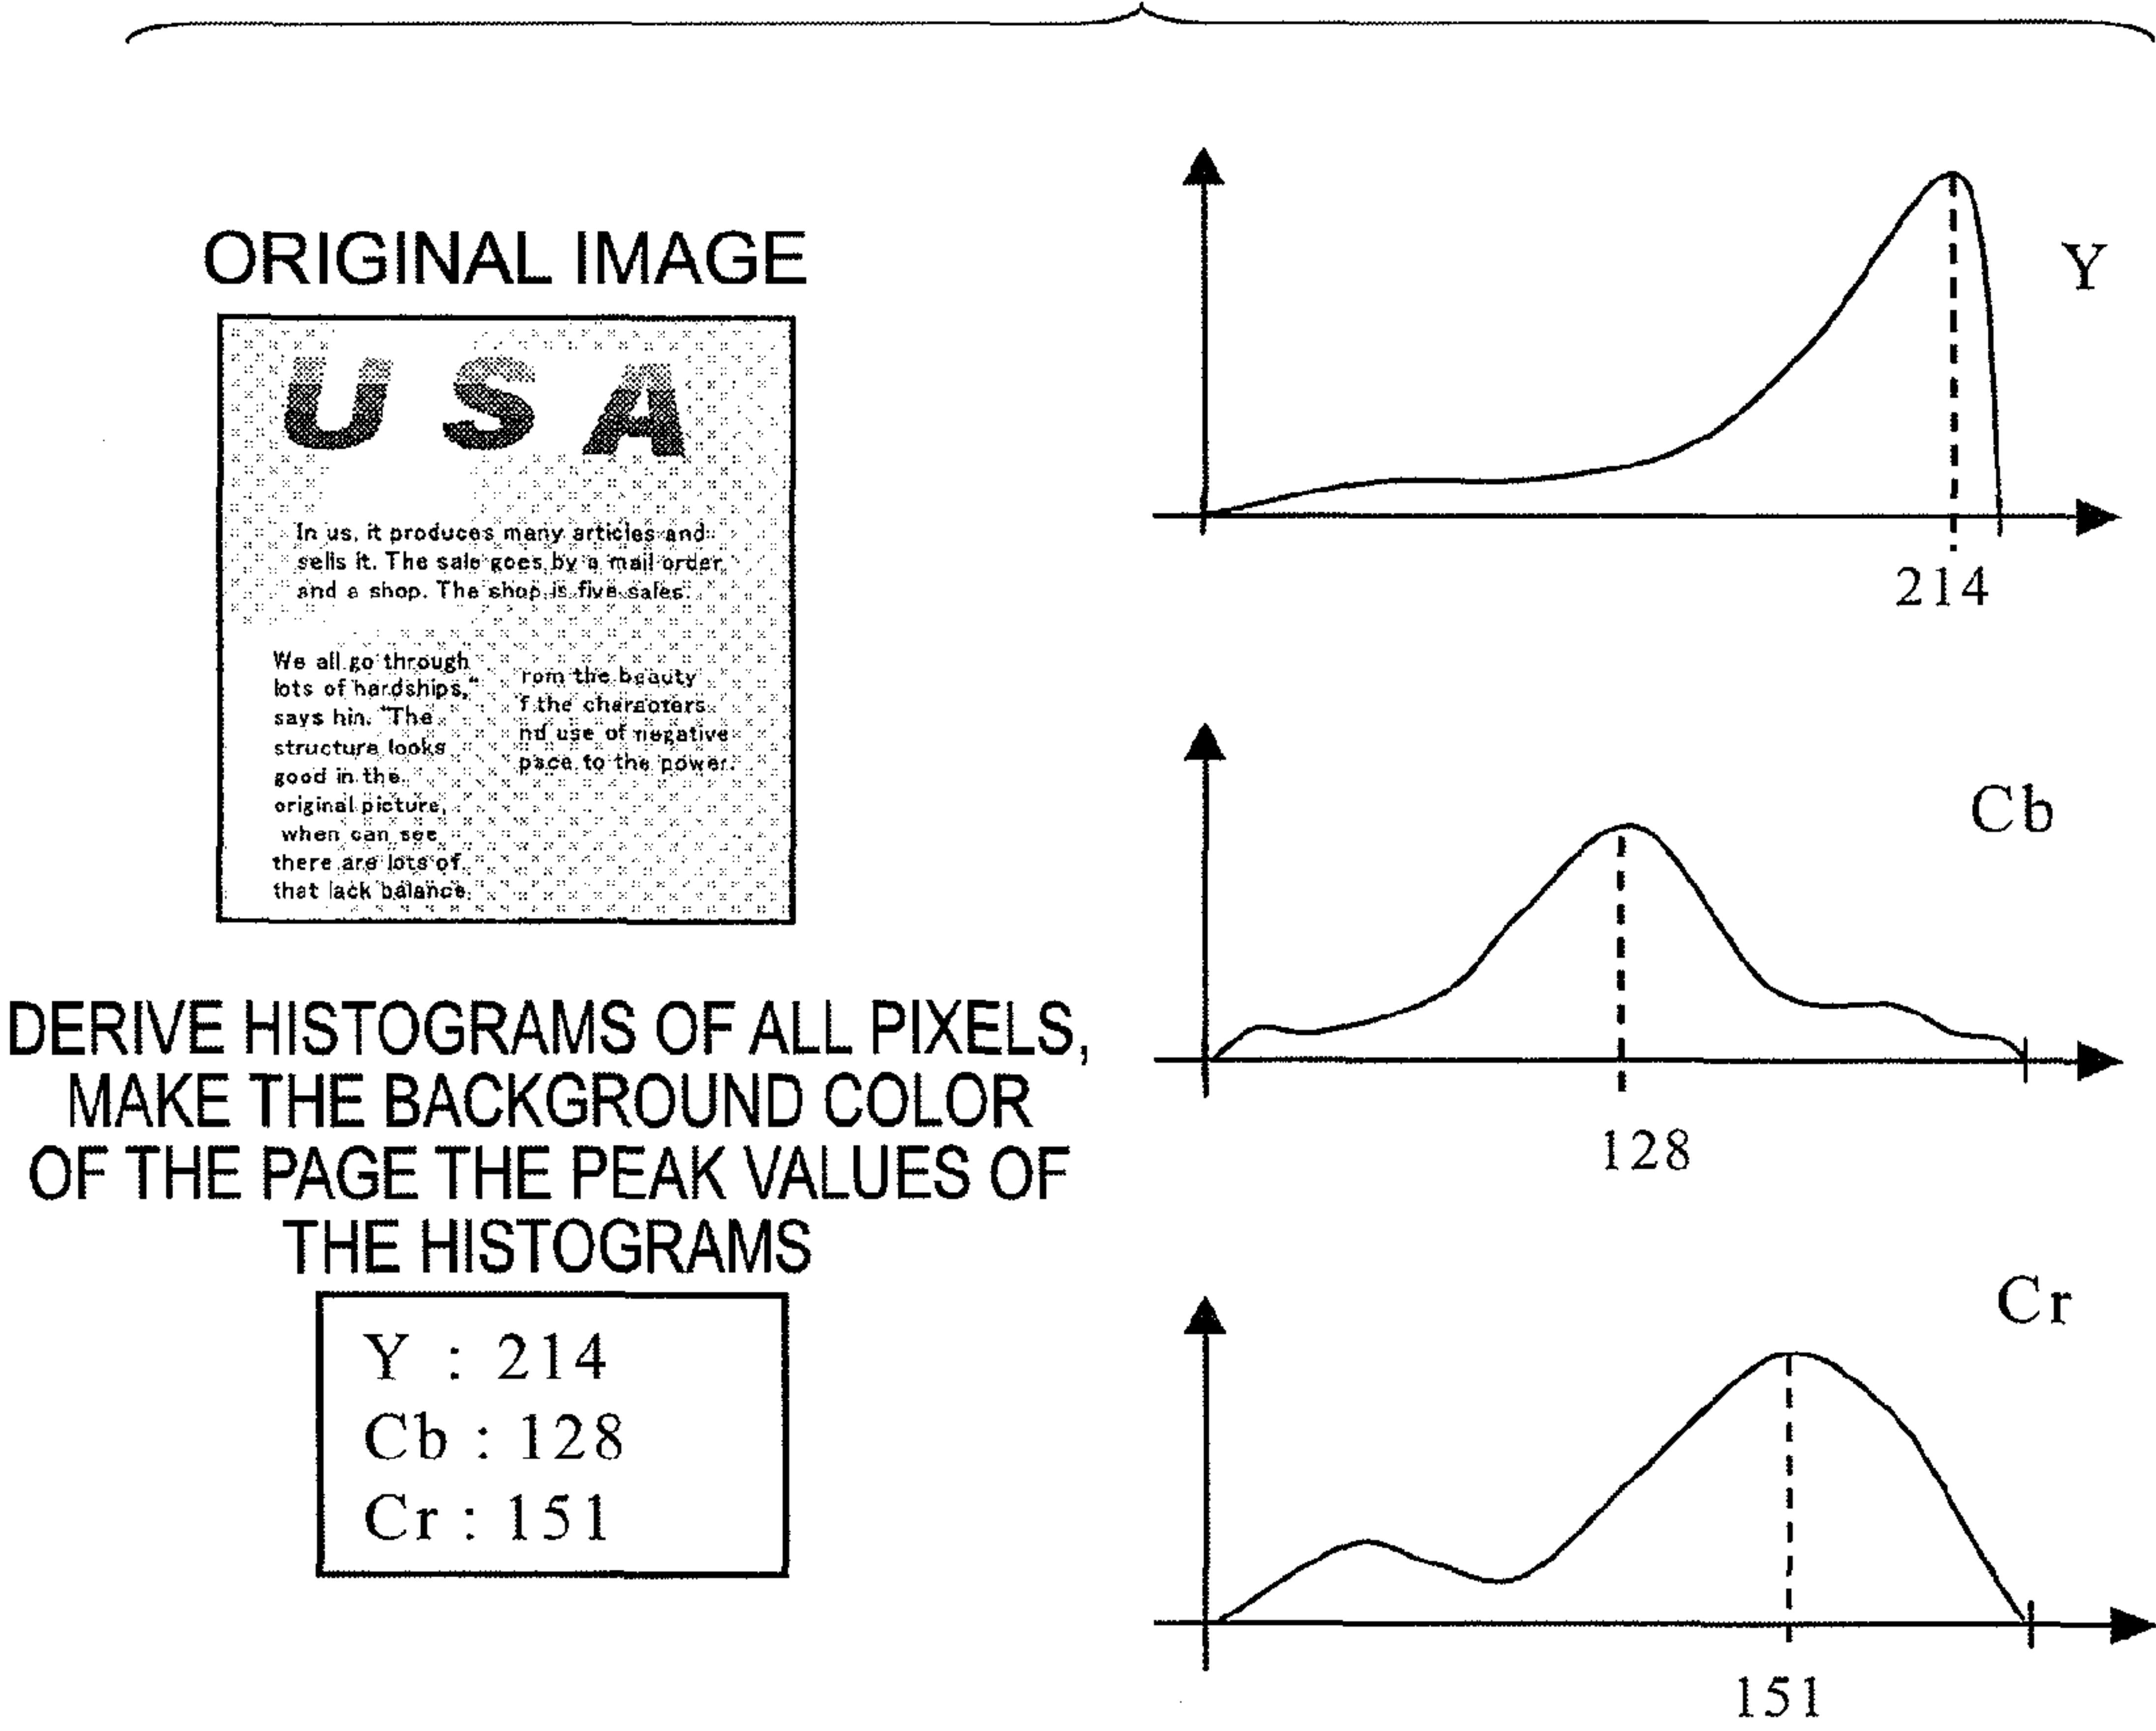 ORIGINAL IMAGE
USA
In us, it produces many articles and
sells it. The sale goes by a mail order
and a shop. The shop is five sales.
We all go through
lots of hardships,"
says hin. "The
structure looks
good in the
original picture,
when can see
there are lots of
that lack balance.
rom the beauty
f the characters
nd use of negative
pace to the power.
DERIVE HISTOGRAMS OF ALL PIXELS,
MAKE THE BACKGROUND COLOR
OF THE PAGE THE PEAK VALUES OF
THE HISTOGRAMS
Y : 214
Cb : 128
Cr : 151
Y
214
Cb
128
Cr
151